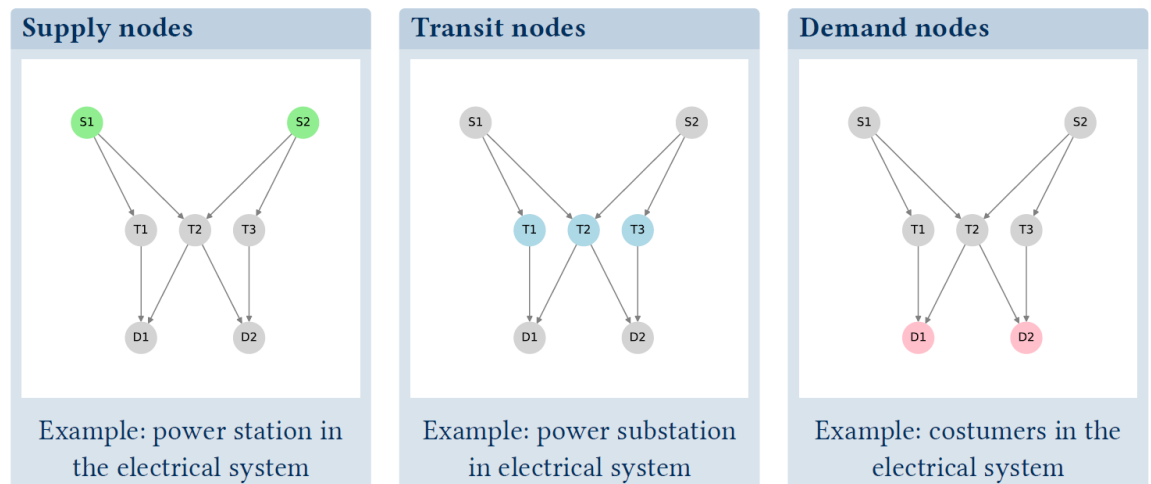 Supply nodes
S1
S2
T1
T2
T3
D1
D2
Example: power station in
the electrical system
Transit nodes
S1
S2
T1
T2
T3
D1
D2
Example: power substation
in electrical system
Demand nodes
S1
S2
T1
T2
T3
D1
D2
Example: costumers in the
electrical system